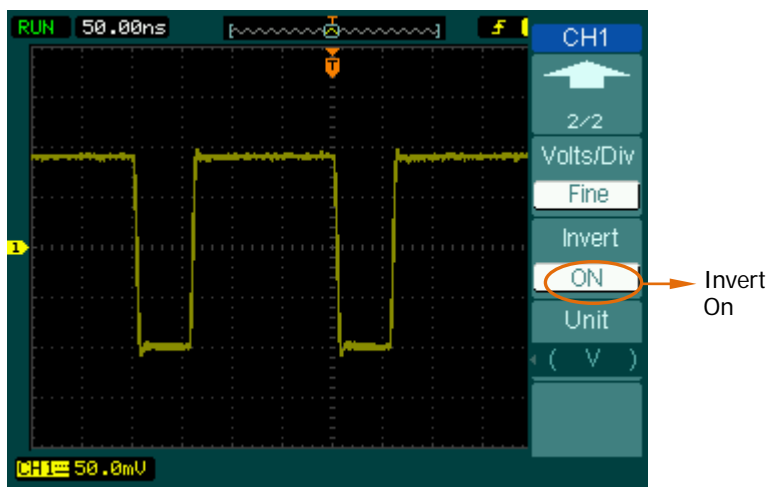 RUN 50.00ns
T
CH1
2/2
Volts/Div
Fine
Invert
ON
Unit
( V )
1
CH1 50.0mV
Invert
On